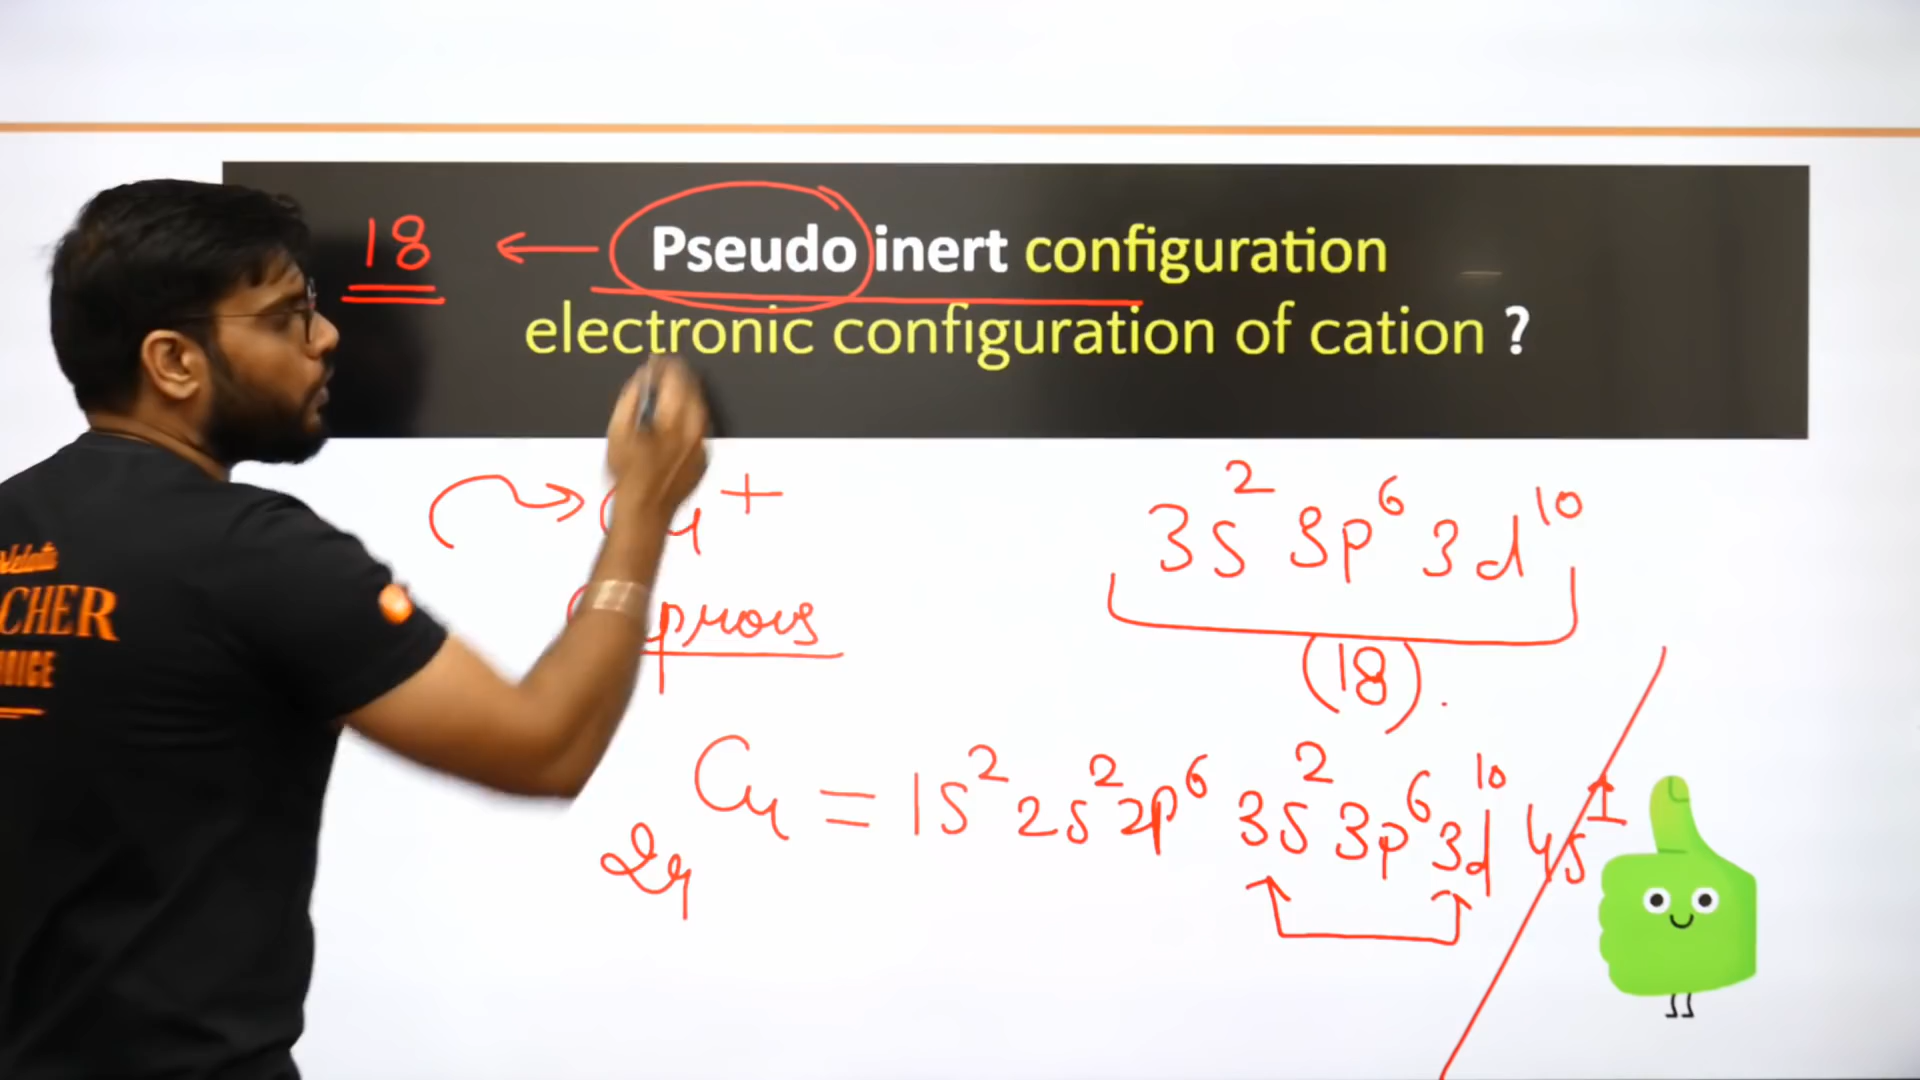 18 ← Pseudo inert configuration
electronic configuration of cation ?
+
3s² 3p⁶ 3d¹⁰
(18).
Cu = 1s² 2s² 2p⁶ 3s² 3p⁶ 3d¹⁰ 4s¹
29
CHER